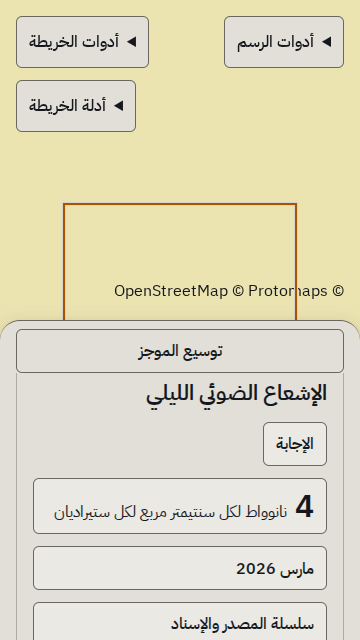 أدوات الرسم
أدوات الخريطة
أدلة الخريطة
OpenStreetMap © Protomaps ©
توسيع الموجز
الإشعاع الضوئي الليلي
الإجابة
4 نانوواط لكل سنتيمتر مربع لكل ستيراديان
مارس 2026
سلسلة المصدر والإسناد